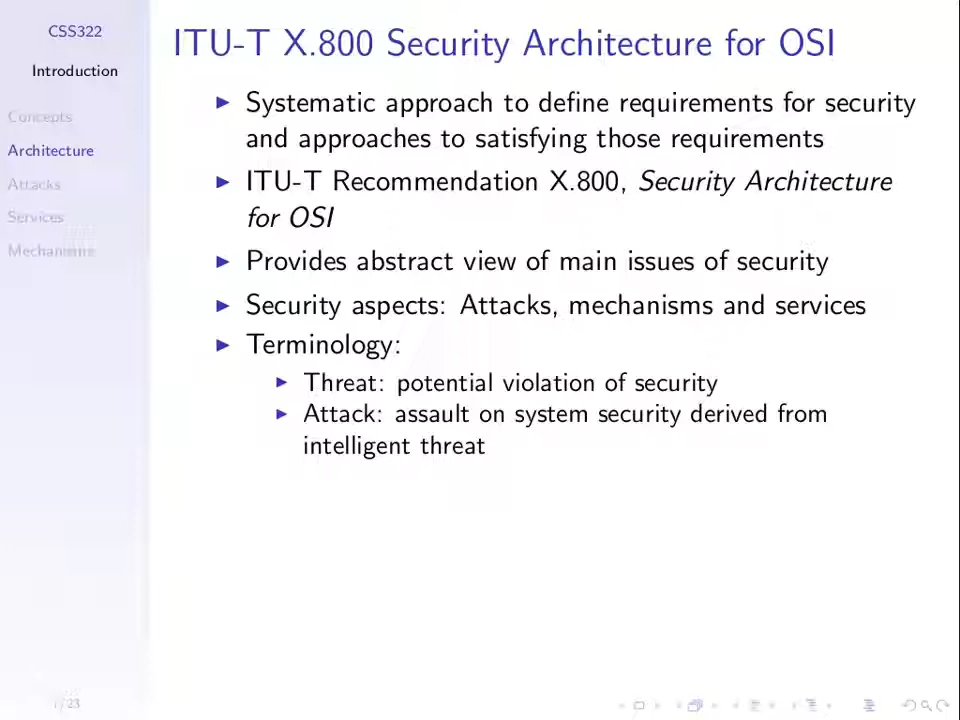 CSS322
Introduction
Concepts
Architecture
Attacks
Services
Mechanisms
ITU-T X.800 Security Architecture for OSI
Systematic approach to define requirements for security
and approaches to satisfying those requirements
ITU-T Recommendation X.800, Security Architecture
for OSI
Provides abstract view of main issues of security
Security aspects: Attacks, mechanisms and services
Terminology:
Threat: potential violation of security
Attack: assault on system security derived from
intelligent threat